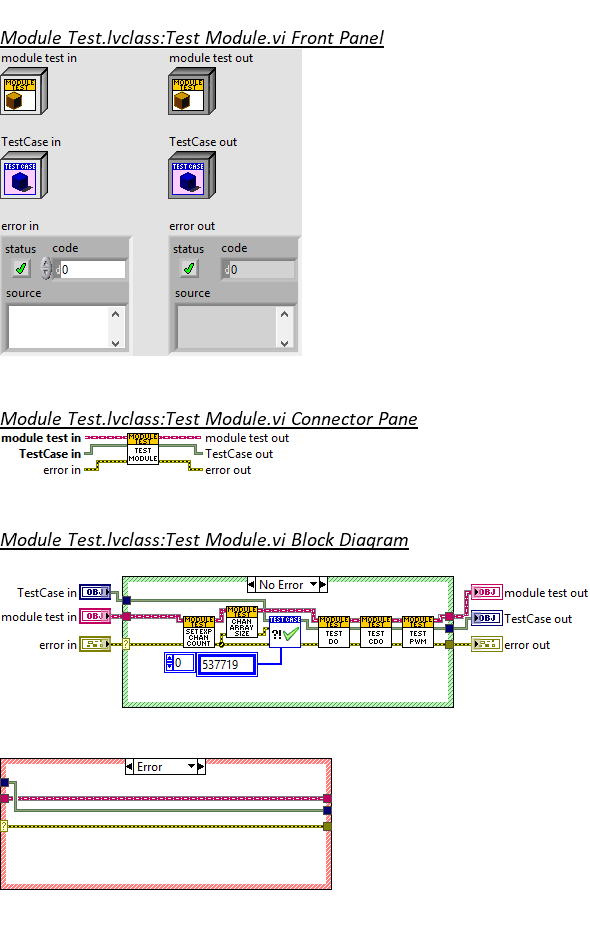 Module Test.lvclass:Test Module.vi Front Panel
module test in
module test out
MODULE TEST
MODULE TEST
TestCase in
TestCase out
TEST CASE
TEST CASE
error in
error out
status code
status code
d0
d0
source
source
Module Test.lvclass:Test Module.vi Connector Pane
module test in
TestCase in
error in
MODULE TEST
TEST MODULE
module test out
TestCase out
error out
Module Test.lvclass:Test Module.vi Block Diagram
No Error
TestCase in OBJ
module test in OBJ
error in
MODULE TEST
SETEXP CHAN COUNT
MODULE TEST
CHAN ARRAY SIZE
TEST CASE
?!
MODULE TEST
TEST DO
MODULE TEST
TEST CDO
MODULE TEST
TEST PWM
0
537719
?
OBJ module test out
OBJ TestCase out
error out
Error
?